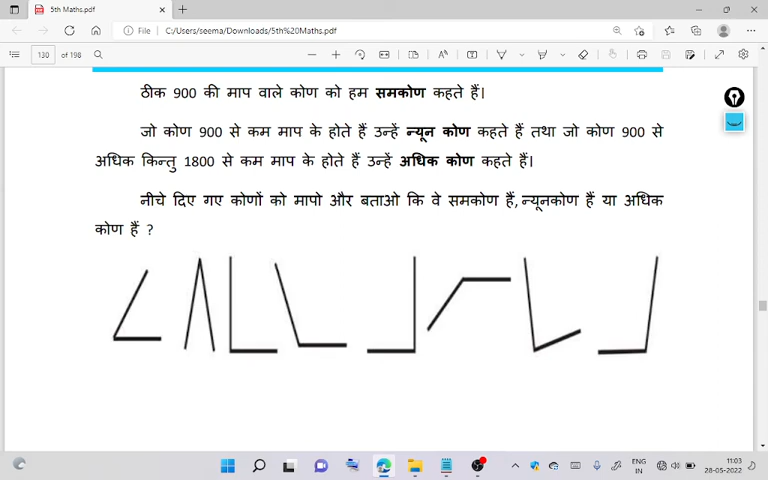 5th Maths.pdf
File C:/Users/seema/Downloads/5th%20Maths.pdf
130 of 198
ठीक 900 की माप वाले कोण को हम समकोण कहते हैं।
जो कोण 900 से कम माप के होते हैं उन्हें न्यून कोण कहते हैं तथा जो कोण 900 से
अधिक किन्तु 1800 से कम माप के होते हैं उन्हें अधिक कोण कहते हैं।
नीचे दिए गए कोणों को मापो और बताओ कि वे समकोण हैं, न्यूनकोण हैं या अधिक
कोण हैं ?
ENG
IN
11:03
28-05-2022